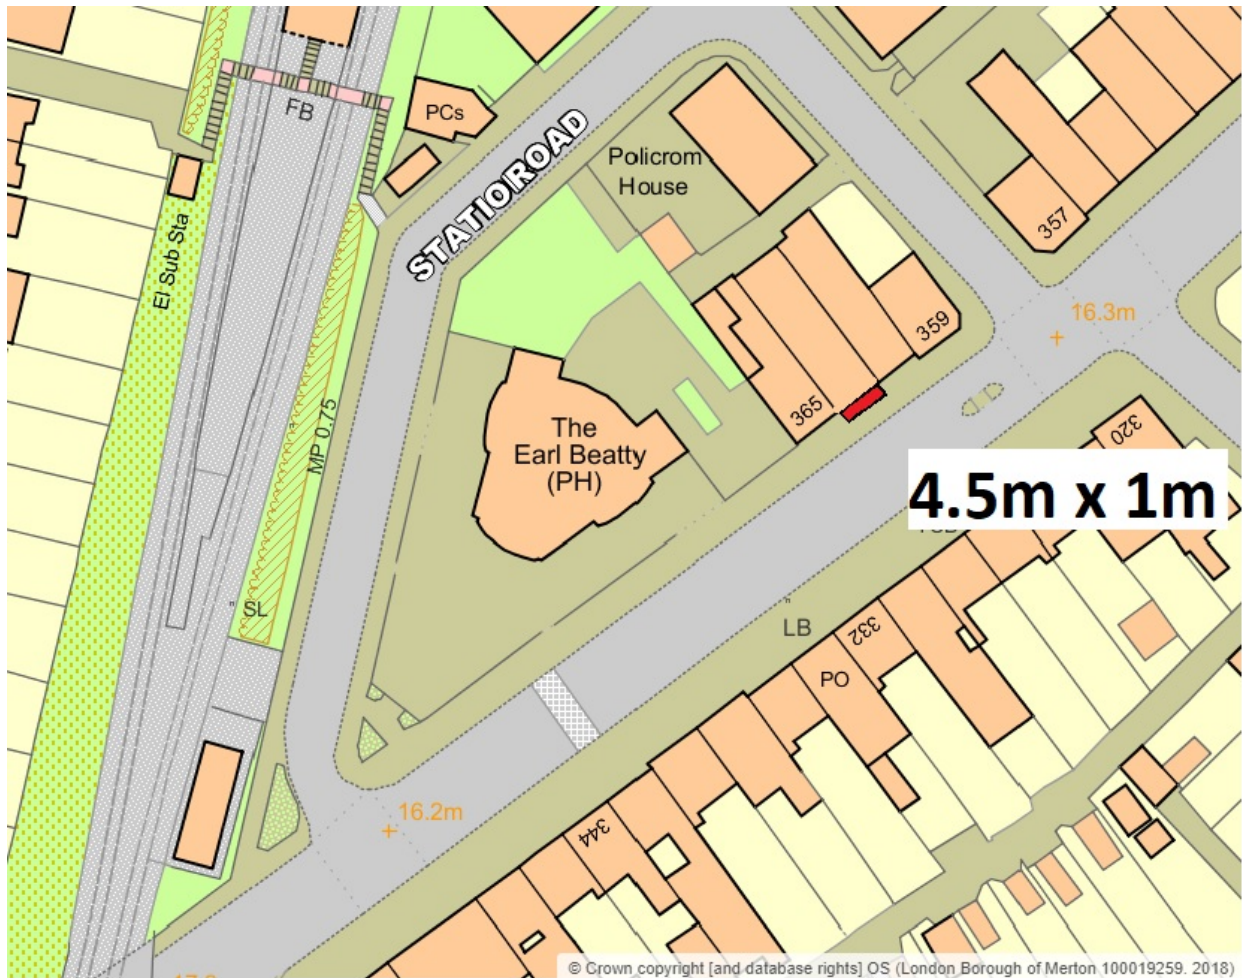 FB
PCs
STATIOROAD
Policrom
House
El Sub Sta
357
16.3m
359
365
MP 0.75
The
Earl Beatty
(PH)
320
4.5m x 1m
SL
LB
332
PO
16.2m
344
© Crown copyright [and database rights] OS (London Borough of Merton 100019259, 2018)